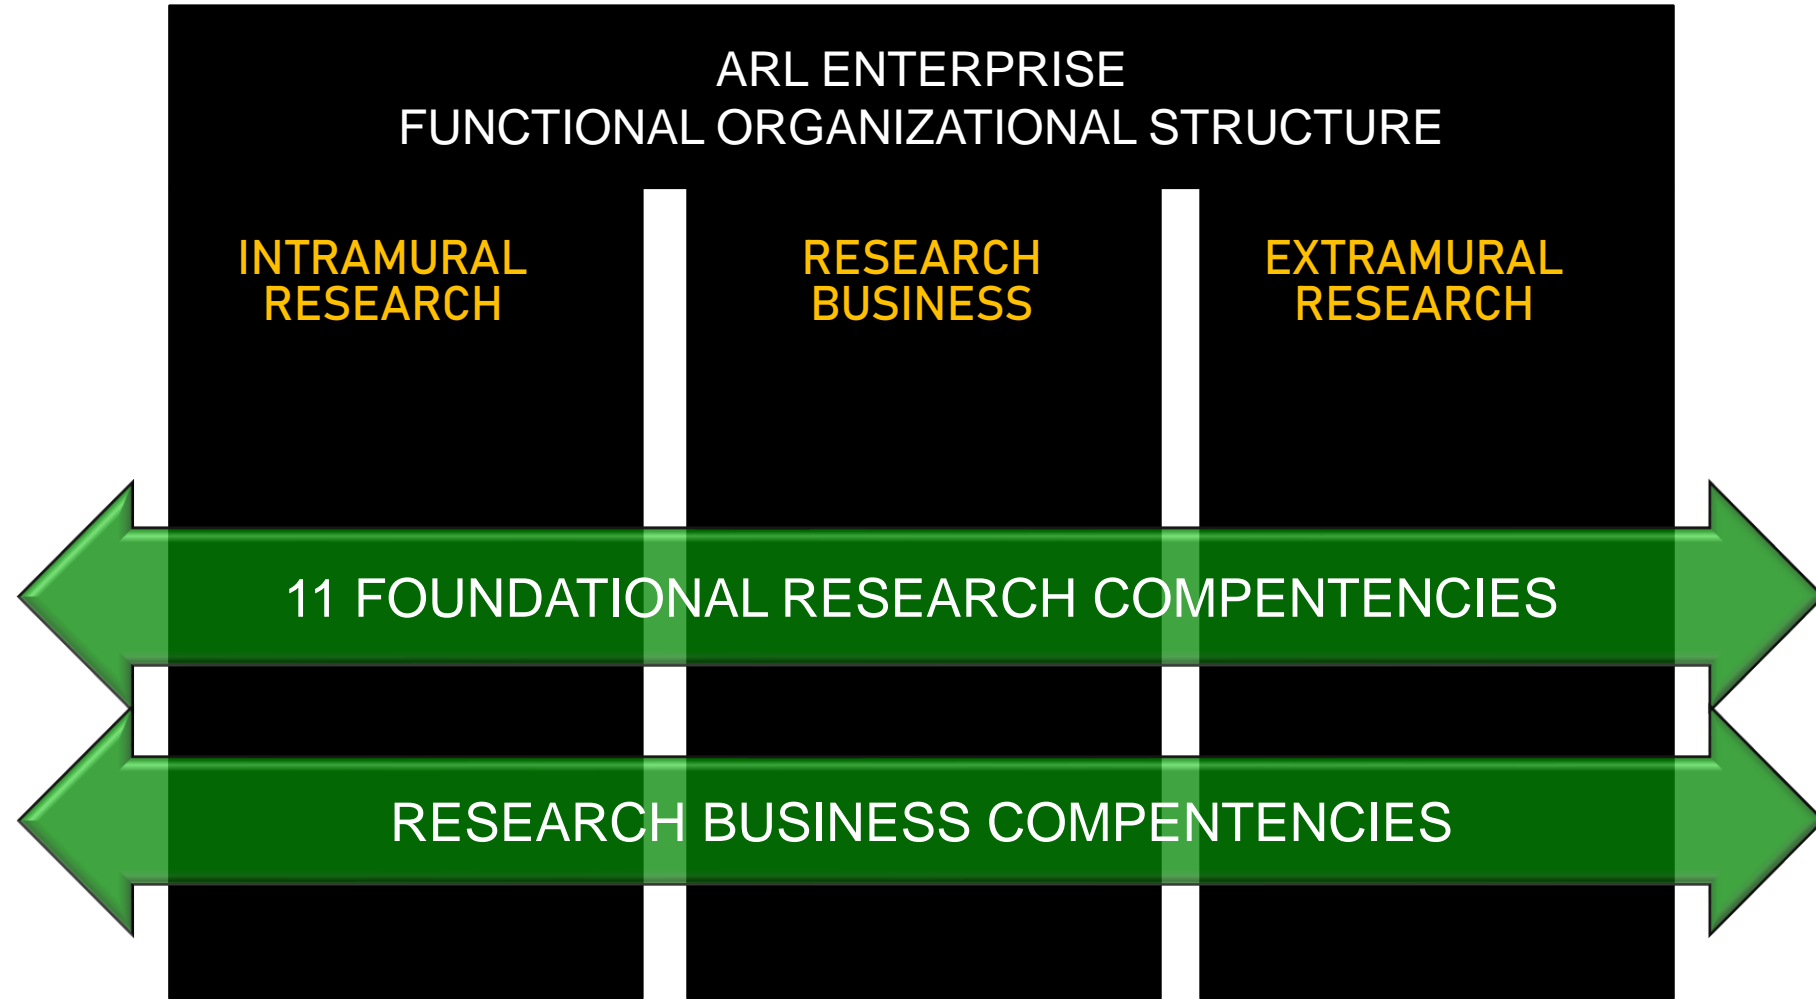 ARL ENTERPRISE
FUNCTIONAL ORGANIZATIONAL STRUCTURE
INTRAMURAL
RESEARCH
RESEARCH
BUSINESS
EXTRAMURAL
RESEARCH
11 FOUNDATIONAL RESEARCH COMPENTENCIES
RESEARCH BUSINESS COMPENTENCIES